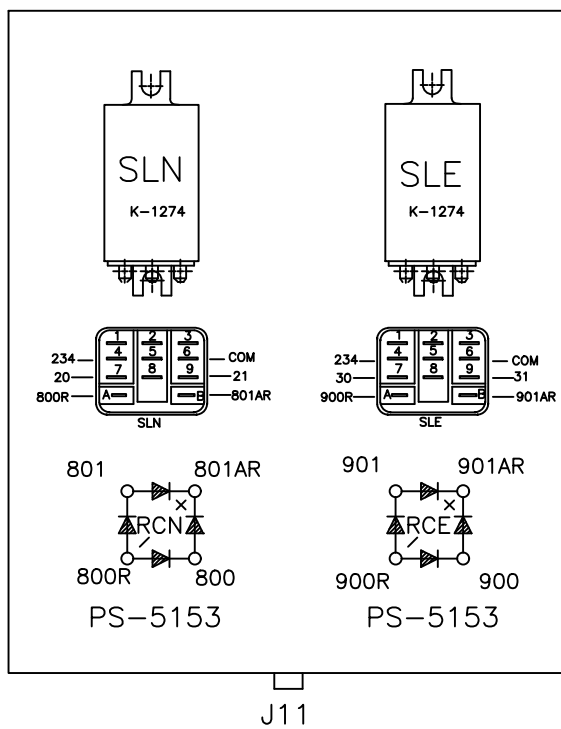 SLN SLE
K-1274 K-1274
1 2 3 1 2 3
234 4 5 6 COM 234 4 5 6 COM
20 7 8 9 21 30 7 8 9 31
800R A B 801AR 900R A B 901AR
SLN SLE
801 801AR 901 901AR
RCN RCE
800R 800 900R 900
PS-5153 PS-5153
J11